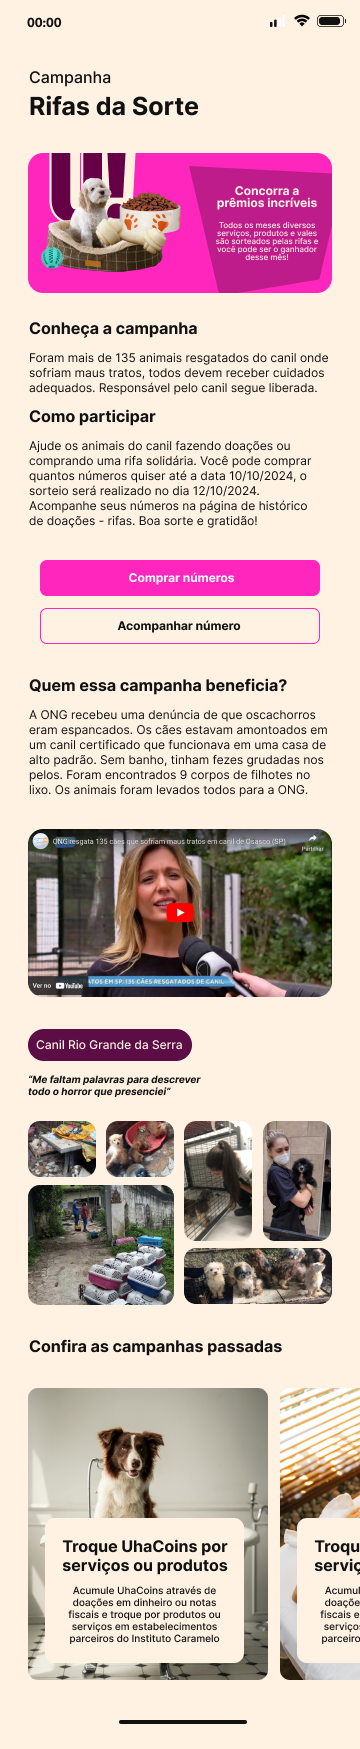 00:00
Campanha
Rifas da Sorte
U!
Concorra a
prêmios incríveis
Todos os meses diversos
serviços, produtos e vales
são sorteados pelas rifas e
você pode ser o ganhador
desse mês!
Conheça a campanha
Foram mais de 135 animais resgatados do canil onde
sofriam maus tratos, todos devem receber cuidados
adequados. Responsável pelo canil segue liberada.
Como participar
Ajude os animais do canil fazendo doações ou
comprando uma rifa solidária. Você pode comprar
quantos números quiser até a data 10/10/2024, o
sorteio será realizado no dia 12/10/2024.
Acompanhe seus números na página de histórico
de doações - rifas. Boa sorte e gratidão!
Comprar números
Acompanhar número
Quem essa campanha beneficia?
A ONG recebeu uma denúncia de que oscachorros
eram espancados. Os cães estavam amontoados em
um canil certificado que funcionava em uma casa de
alto padrão. Sem banho, tinham fezes grudadas nos
pelos. Foram encontrados 9 corpos de filhotes no
lixo. Os animais foram levados todos para a ONG.
ONG resgata 135 cães que sofriam maus tratos em canil de Osasco (SP)
Partilhar
ATOS EM SP: 135 CÃES RESGATADOS DE CANIL
Ver no YouTube
Canil Rio Grande da Serra
“Me faltam palavras para descrever
todo o horror que presenciei”
Confira as campanhas passadas
Troque UhaCoins por
serviços ou produtos
Acumule UhaCoins através de
doações em dinheiro ou notas
fiscais e troque por produtos ou
serviços em estabelecimentos
parceiros do Instituto Caramelo
Troqu
serviç
Acumul
doaçõe
fiscais e
serviço
parceiro